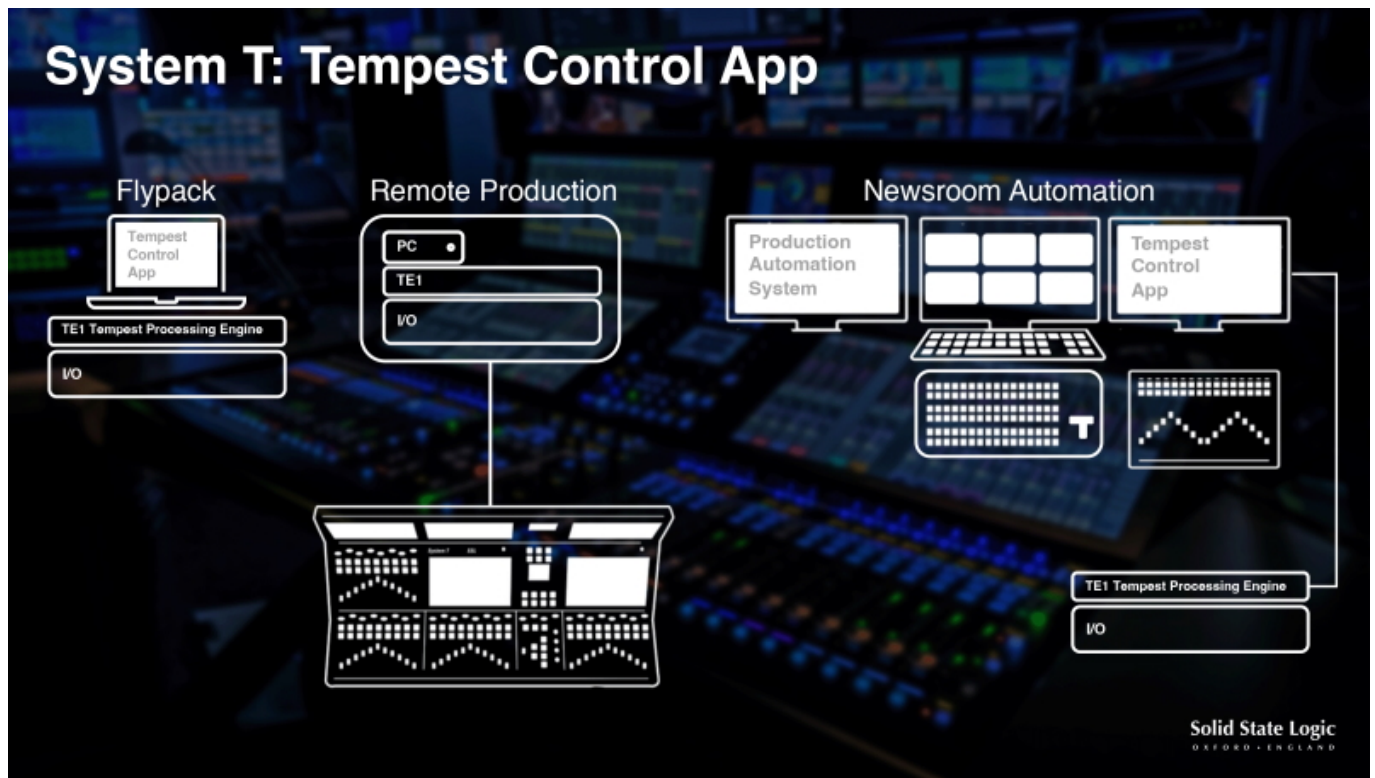 System T: Tempest Control App
Flypack
Tempest
Control
App
TE1 Tempest Processing Engine
I/O
Remote Production
PC
TE1
I/O
System T
SSL
Newsroom Automation
Production
Automation
System
Tempest
Control
App
T
TE1 Tempest Processing Engine
I/O
Solid State Logic
OXFORD • ENGLAND